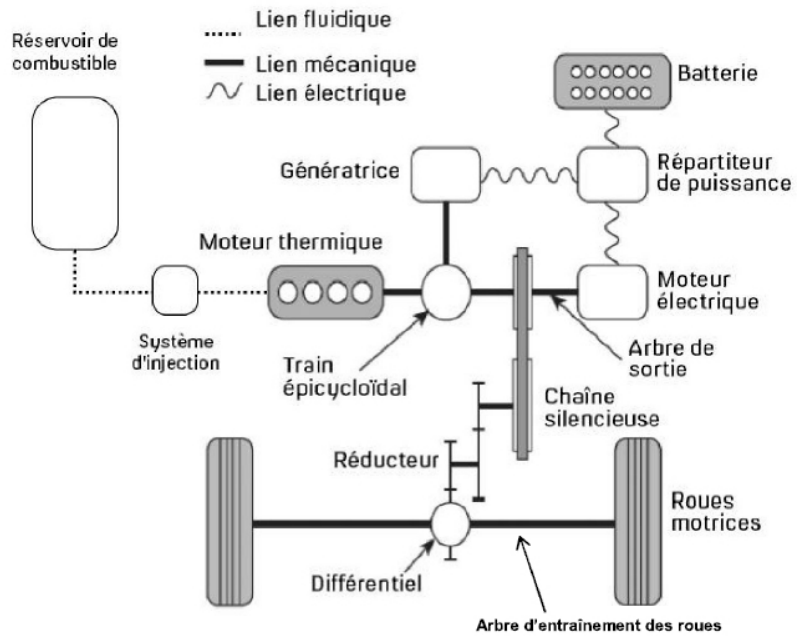 Réservoir de
combustible
Lien fluidique
Lien mécanique
Lien électrique
Batterie
Génératrice
Répartiteur
de puissance
Moteur thermique
Moteur
électrique
Système
d'injection
Train
épicycloïdal
Arbre de
sortie
Chaîne
silencieuse
Réducteur
Roues
motrices
Différentiel
Arbre d'entraînement des roues